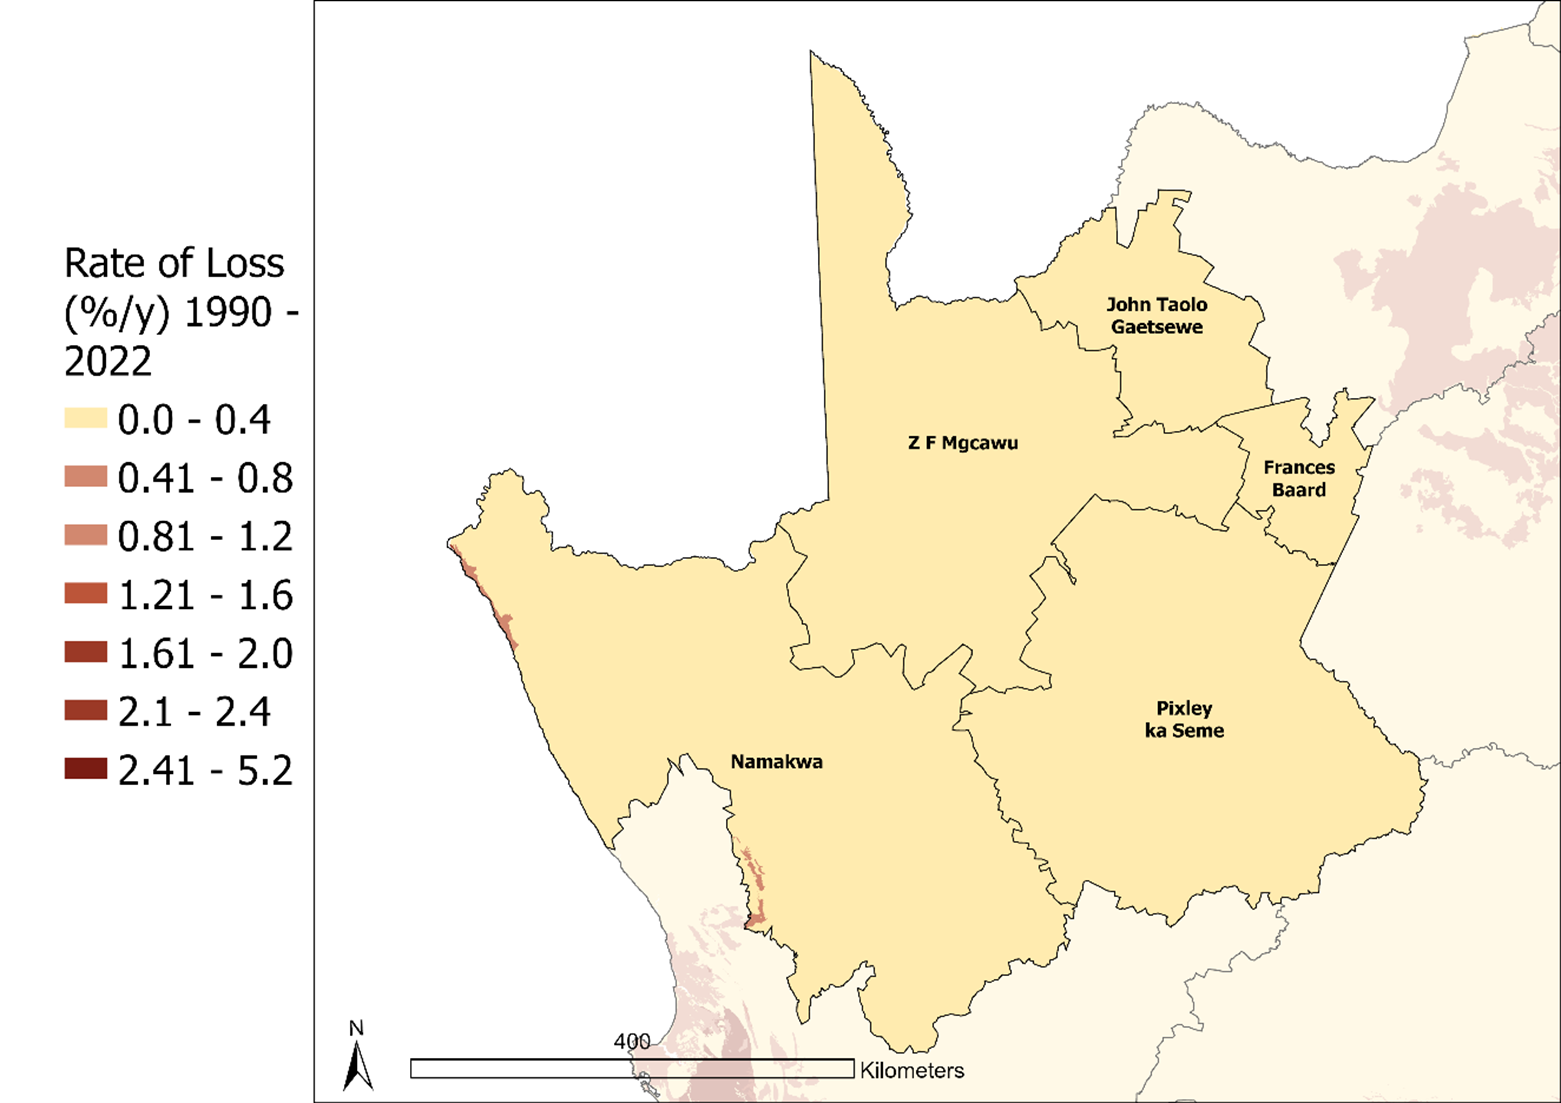 Rate of Loss
(%/y) 1990 -
2022
0.0 - 0.4
0.41 - 0.8
0.81 - 1.2
1.21 - 1.6
1.61 - 2.0
2.1 - 2.4
2.41 - 5.2
John Taolo
Gaetsewe
Z F Mgcawu
Frances
Baard
Pixley
ka Seme
Namakwa
N
400
Kilometers